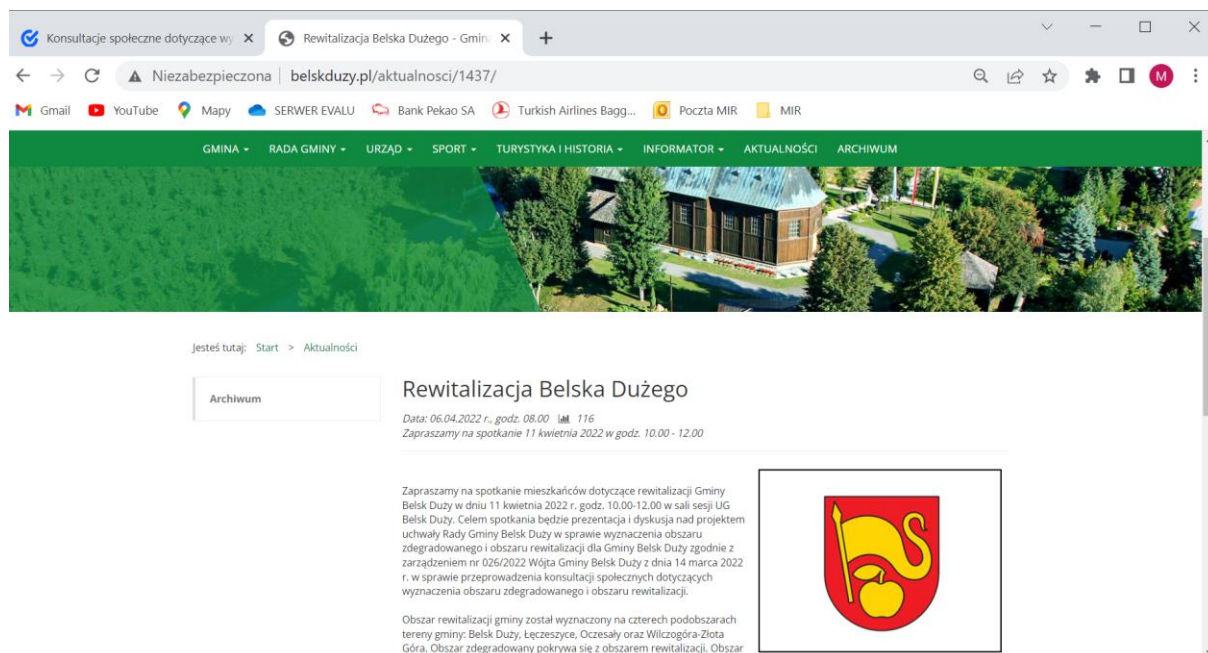 Konsultacje społeczne dotyczące wy
Rewitalizacja Belska Dużego - Gmin
Niezabezpieczona | belskduzy.pl/aktualnosci/1437/
M
Gmail YouTube Mapy SERWER EVALU Bank Pekao SA Turkish Airlines Bagg... Poczta MIR MIR
GMINA RADA GMINY URZĄD SPORT TURYSTYKA I HISTORIA INFORMATOR AKTUALNOŚCI ARCHIWUM
Jesteś tutaj: Start > Aktualności
Archiwum
Rewitalizacja Belska Dużego
Data: 06.04.2022 r., godz. 08.00 116
Zapraszamy na spotkanie 11 kwietnia 2022 w godz. 10.00 - 12.00
Zapraszamy na spotkanie mieszkańców dotyczące rewitalizacji Gminy
Belsk Duży w dniu 11 kwietnia 2022 r. godz. 10.00-12.00 w sali sesji UG
Belsk Duży. Celem spotkania będzie prezentacja i dyskusja nad projektem
uchwały Rady Gminy Belsk Duży w sprawie wyznaczenia obszaru
zdegradowanego i obszaru rewitalizacji dla Gminy Belsk Duży zgodnie z
zarządzeniem nr 026/2022 Wójta Gminy Belsk Duży z dnia 14 marca 2022
r. w sprawie przeprowadzenia konsultacji społecznych dotyczących
wyznaczenia obszaru zdegradowanego i obszaru rewitalizacji.
Obszar rewitalizacji gminy został wyznaczony na czterech podobszarach
tereny gminy: Belsk Duży, Łęczeszyce, Oczesały oraz Wilczogóra-Złota
Góra. Obszar zdegradowany pokrywa się z obszarem rewitalizacji. Obszar